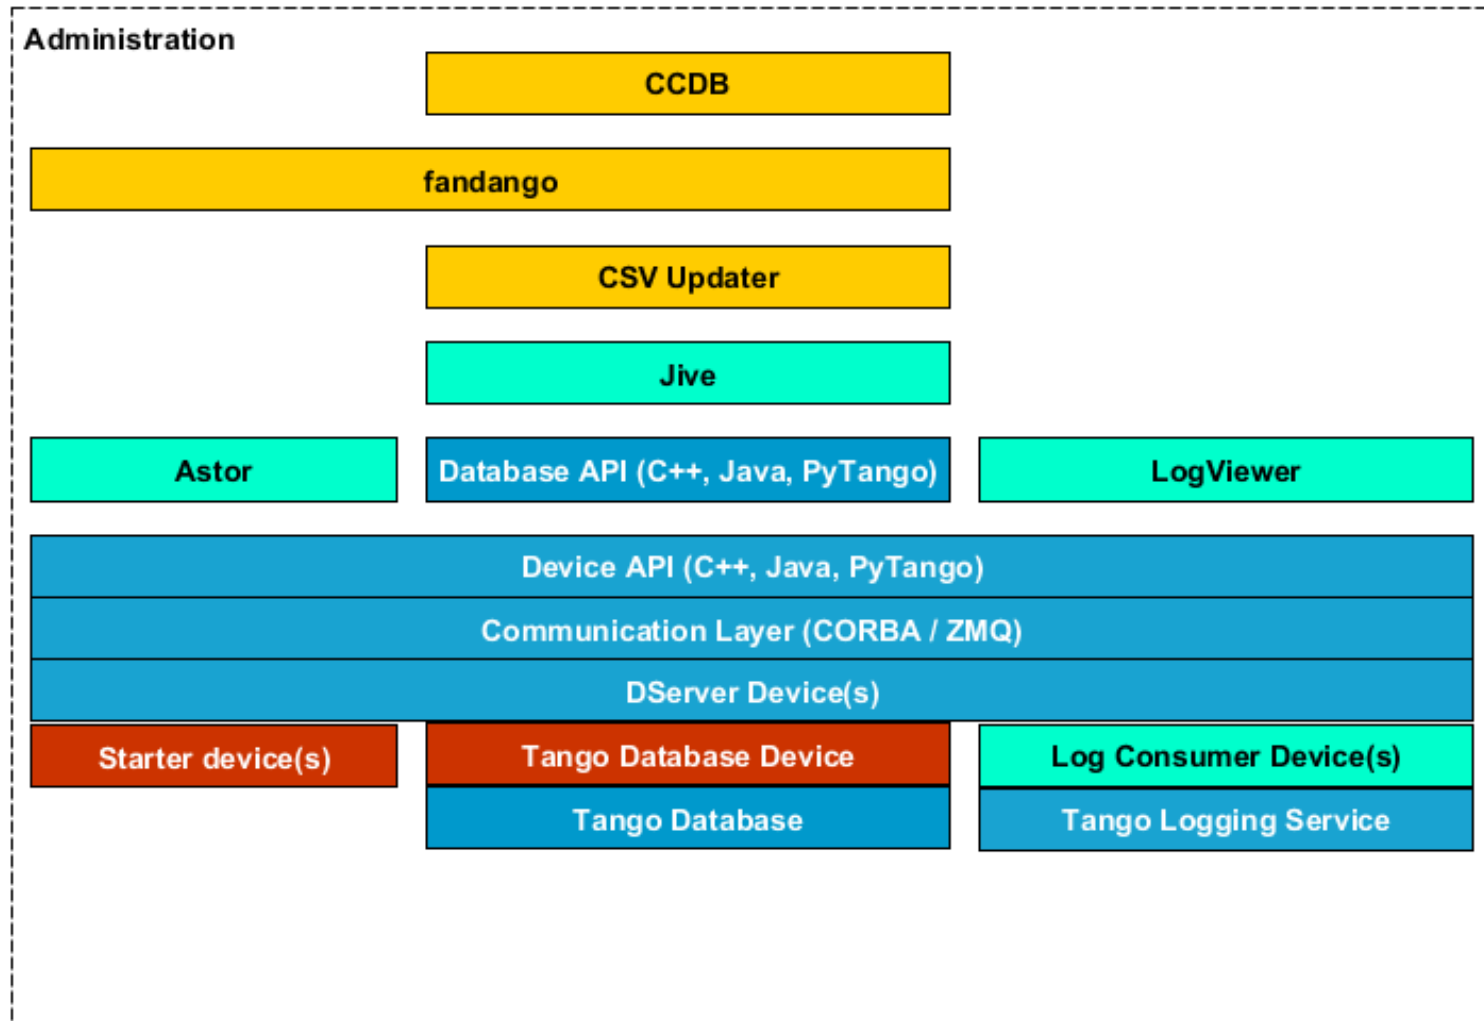 Administration
CCDB
fandango
CSV Updater
Jive
Astor
Database API (C++, Java, PyTango)
LogViewer
Device API (C++, Java, PyTango)
Communication Layer (CORBA / ZMQ)
DServer Device(s)
Starter device(s)
Tango Database Device
Log Consumer Device(s)
Tango Database
Tango Logging Service